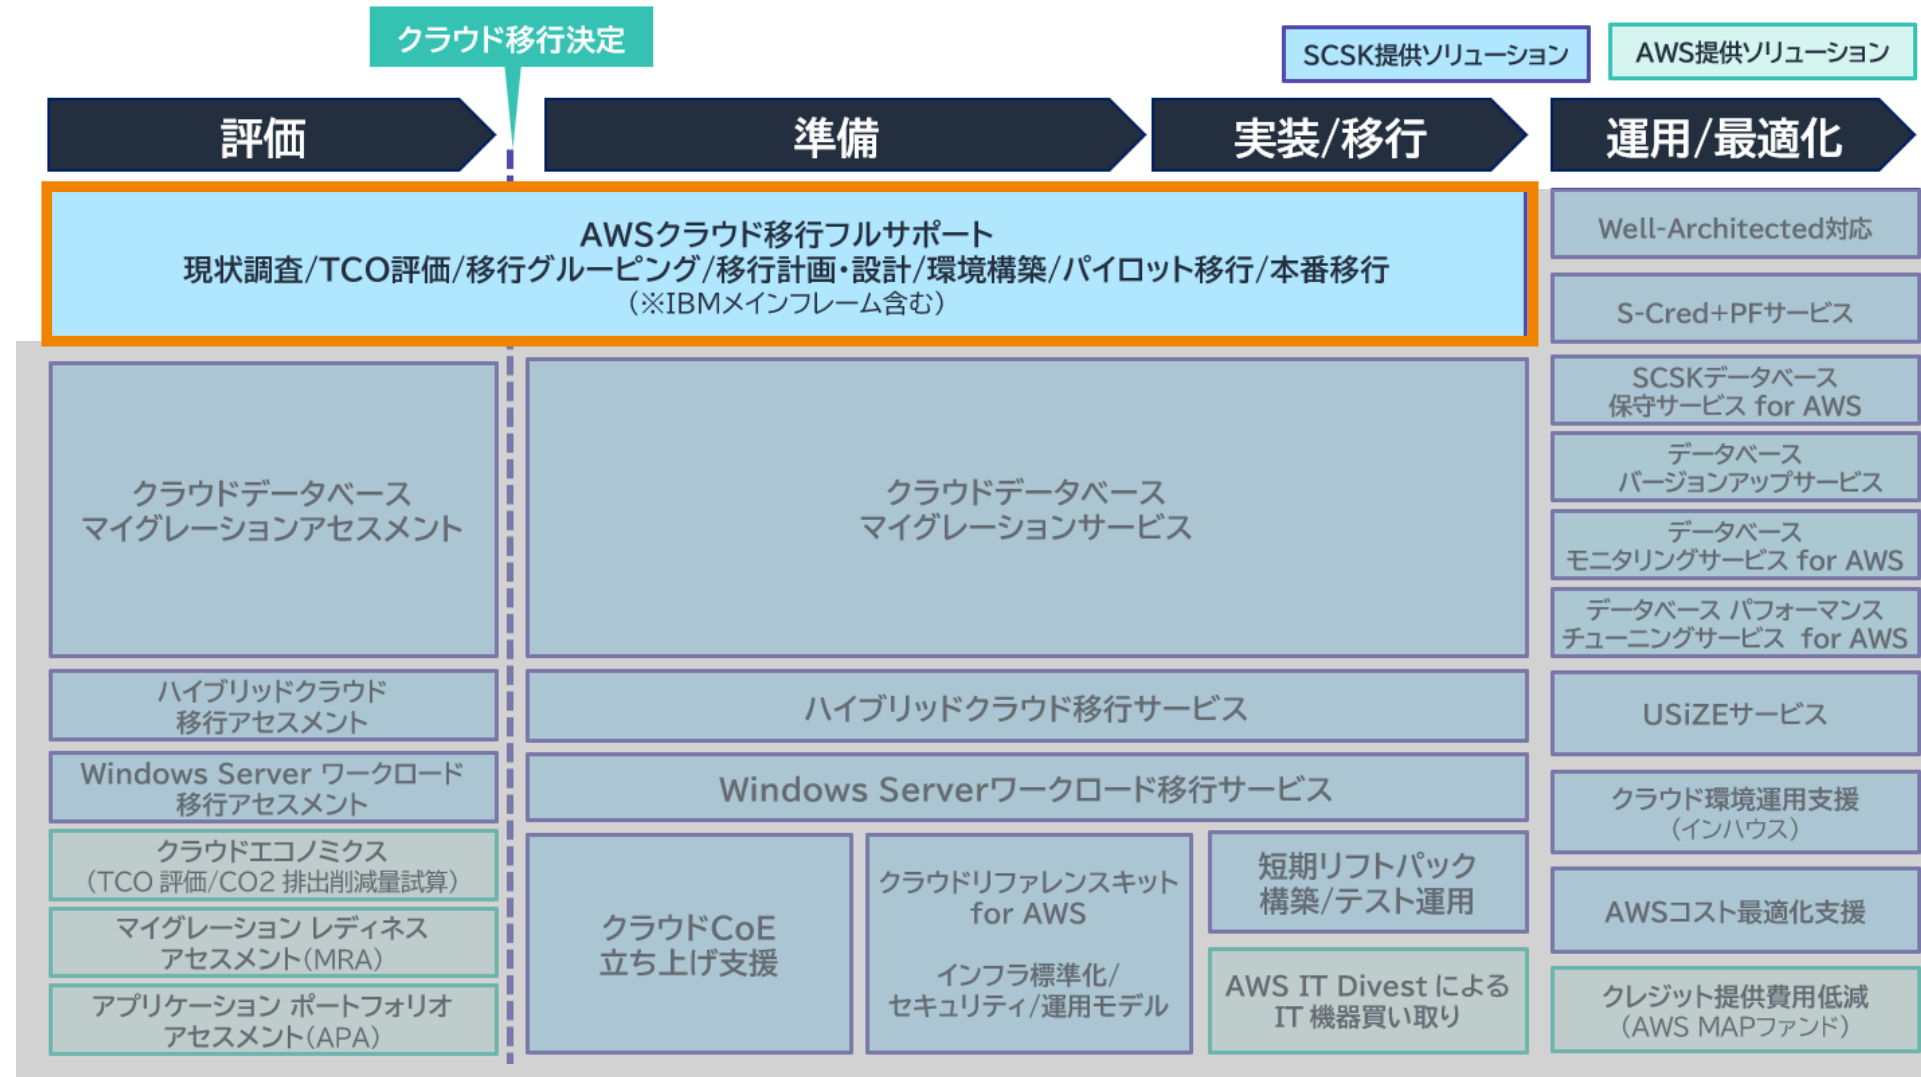 クラウド移行決定
SCSK提供ソリューション
AWS提供ソリューション
評価
準備
実装/移行
運用/最適化
AWSクラウド移行フルサポート
現状調査/TCO評価/移行グルーピング/移行計画・設計/環境構築/パイロット移行/本番移行
（※IBMメインフレーム含む）
クラウドデータベース
マイグレーションアセスメント
クラウドデータベース
マイグレーションサービス
ハイブリッドクラウド
移行アセスメント
ハイブリッドクラウド移行サービス
Windows Server ワークロード
移行アセスメント
Windows Serverワークロード移行サービス
クラウドエコノミクス
（TCO 評価/CO2 排出削減量試算）
マイグレーション レディネス
アセスメント（MRA）
アプリケーション ポートフォリオ
アセスメント（APA）
クラウドCoE
立ち上げ支援
クラウドリファレンスキット
for AWS
インフラ標準化/
セキュリティ/運用モデル
短期リフトパック
構築/テスト運用
AWS IT Divest による
IT 機器買い取り
Well-Architected対応
S-Cred+PFサービス
SCSKデータベース
保守サービス for AWS
データベース
バージョンアップサービス
データベース
モニタリングサービス for AWS
データベース パフォーマンス
チューニングサービス for AWS
USiZEサービス
クラウド環境運用支援
（インハウス）
AWSコスト最適化支援
クレジット提供費用低減
（AWS MAPファンド）